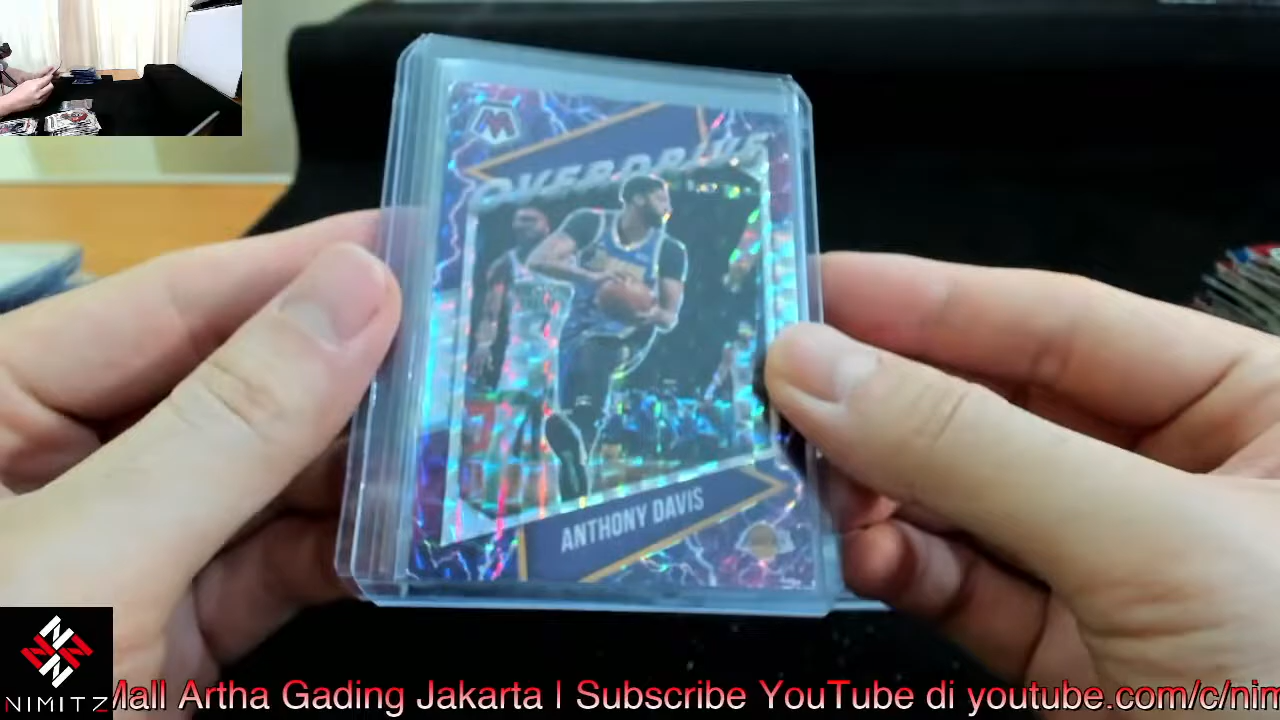 OVERDRIVE
ANTHONY DAVIS
NIMITZ
Mall Artha Gading Jakarta | Subscribe YouTube di youtube.com/c/nim